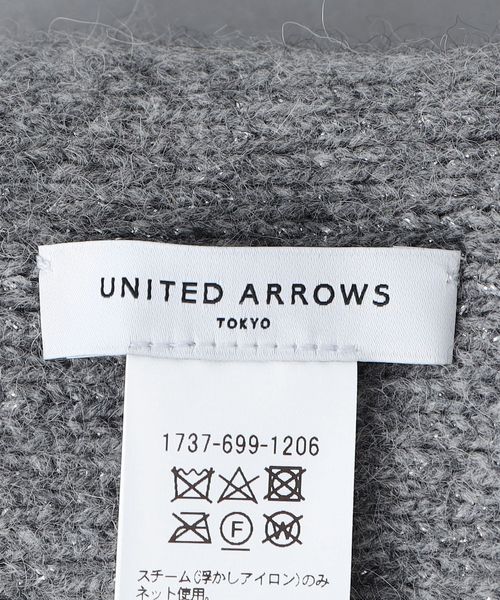 UNITED ARROWS
TOKYO
1737-699-1206
F W
スチーム(浮かしアイロン)のみ
ネット使用。